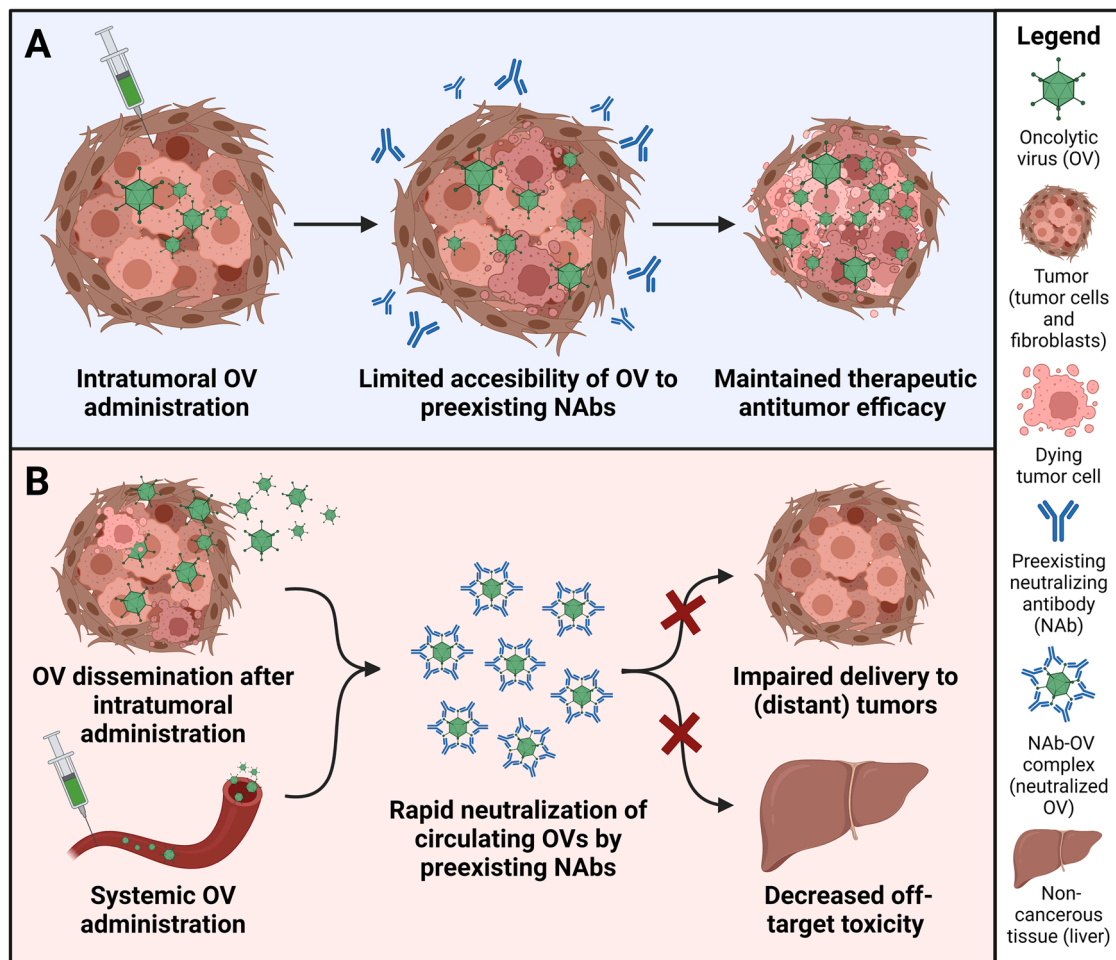 A
Intratumoral OV
administration
Limited accesibility of OV to
preexisting NAbs
Maintained therapeutic
antitumor efficacy
B
OV dissemination after
intratumoral
administration
Systemic OV
administration
Rapid neutralization of
circulating OVs by
preexisting NAbs
Impaired delivery to
(distant) tumors
Decreased off-
target toxicity
Legend
Oncolytic
virus (OV)
Tumor
(tumor cells
and
fibroblasts)
Dying
tumor cell
Preexisting
neutralizing
antibody
(NAb)
NAb-OV
complex
(neutralized
OV)
Non-
cancerous
tissue (liver)